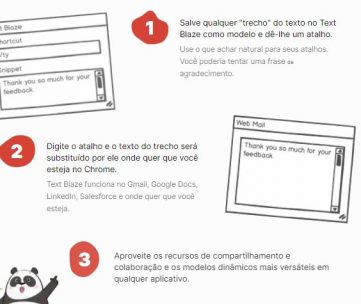 t Blaze
hortcut
/ty
Snippet
Thank you so much for your
feedback
1
Salve qualquer "trecho" do texto no Text
Blaze como modelo e dê-lhe um atalho.
Use o que achar natural para seus atalhos.
Você poderia tentar uma frase de
agradecimento.
2
Digite o atalho e o texto do trecho será
substituído por ele onde quer que você
esteja no Chrome.
Text Blaze funciona no Gmail, Google Docs,
LinkedIn, Salesforce e onde quer que você
esteja.
Web Mail
Thank you so much for your
feedback
3
Aproveite os recursos de compartilhamento e
colaboração e os modelos dinâmicos mais versáteis em
qualquer aplicativo.